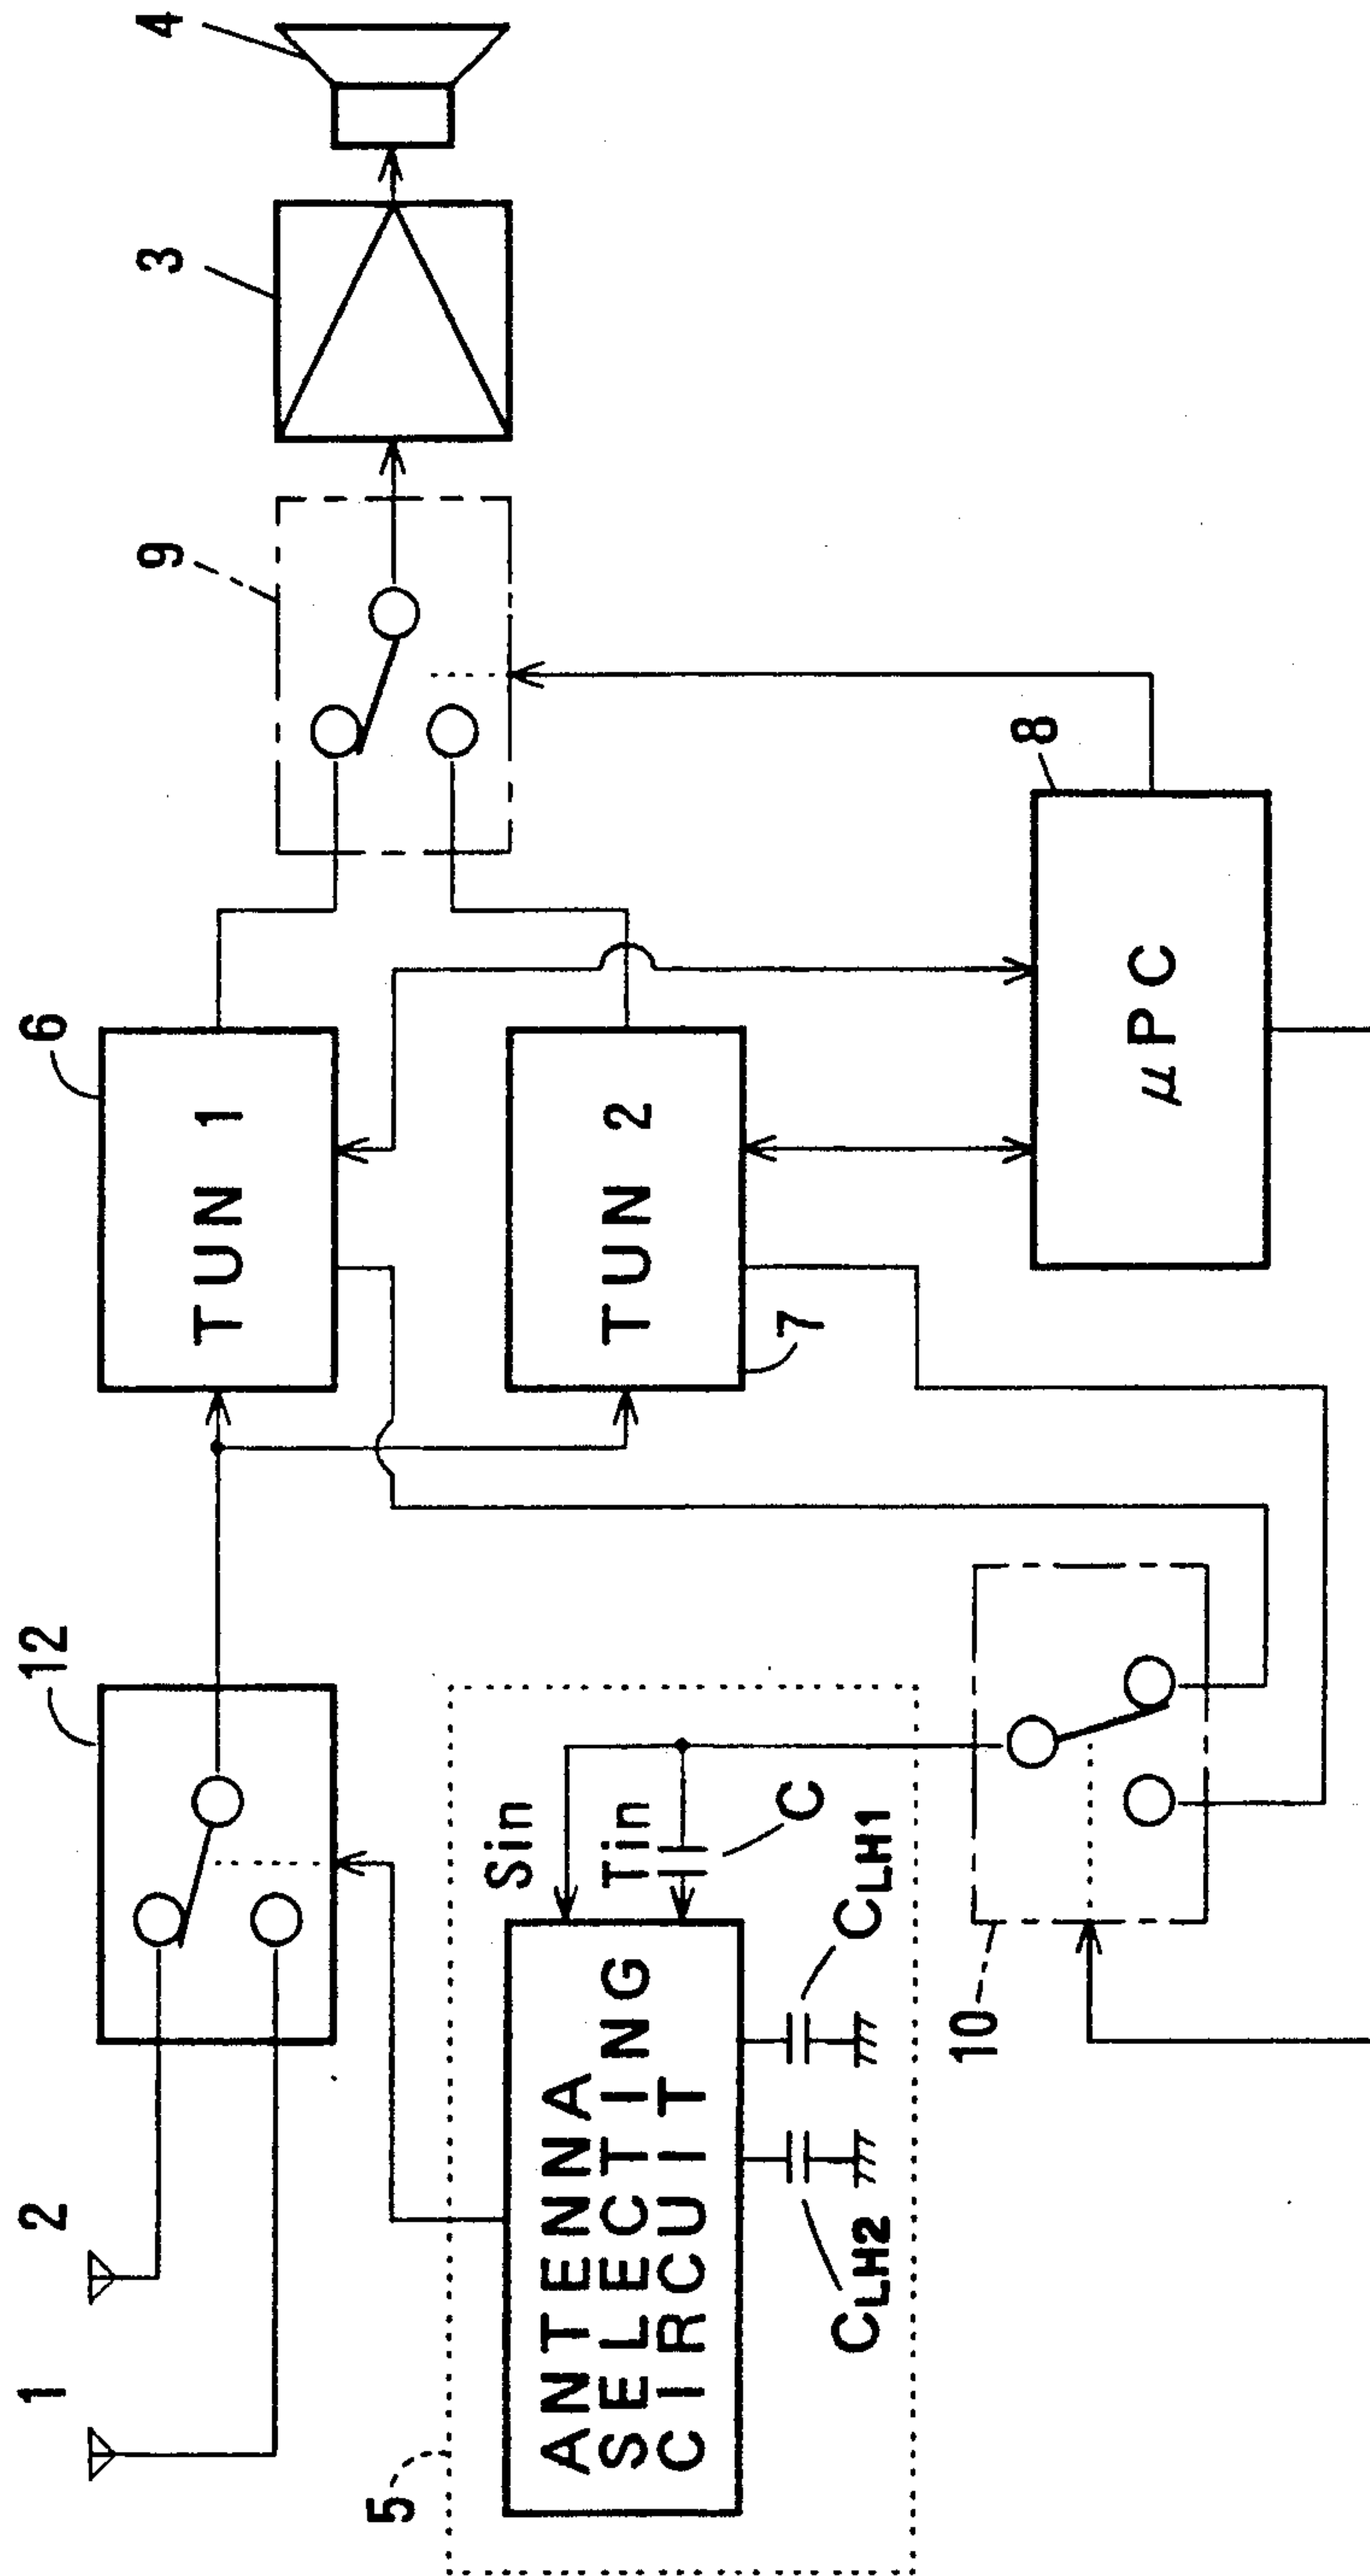 1
2
12
6
TUN 1
9
3
4
5
ANTENNA
SELECTING
CIRCUIT
Sin
Tin
C
CLH1
CLH2
7
TUN 2
10
8
μPC